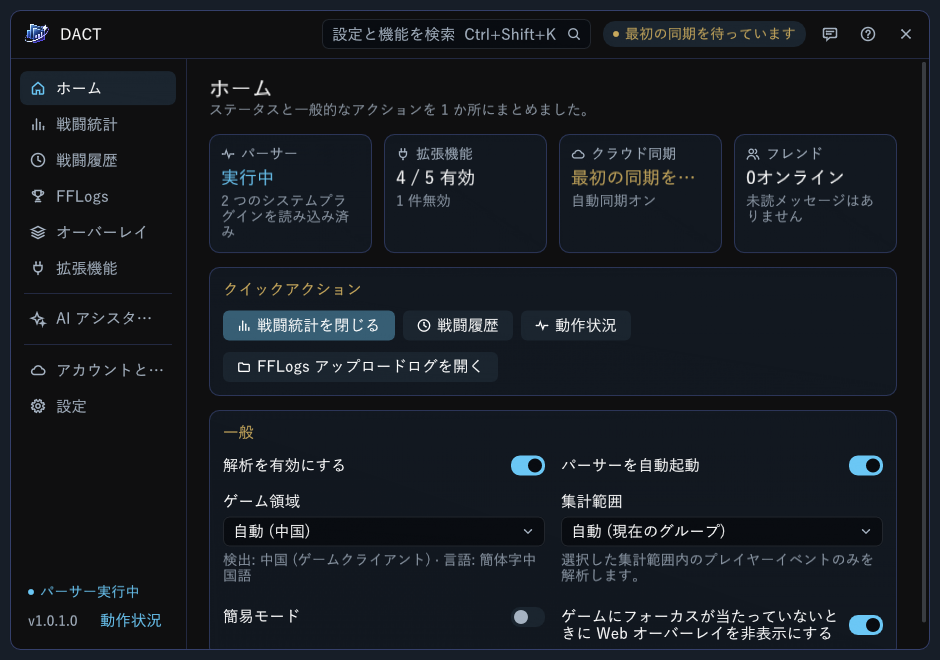 DACT
設定と機能を検索 Ctrl+Shift+K
最初の同期を待っています
ホーム
戦闘統計
戦闘履歴
FFLogs
オーバーレイ
拡張機能
AI アシスタ…
アカウントと…
設定
パーサー実行中
v1.0.1.0 動作状況
ホーム
ステータスと一般的なアクションを 1 か所にまとめました。
パーサー
実行中
2 つのシステムプラ
グインを読み込み済
み
拡張機能
4 / 5 有効
1 件無効
クラウド同期
最初の同期を…
自動同期オン
フレンド
0オンライン
未読メッセージはあ
りません
クイックアクション
戦闘統計を閉じる
戦闘履歴
動作状況
FFLogs アップロードログを開く
一般
解析を有効にする
パーサーを自動起動
ゲーム領域
自動 (中国)
検出: 中国 (ゲームクライアント) · 言語: 簡体字中
国語
集計範囲
自動 (現在のグループ)
選択した集計範囲内のプレイヤーイベントのみを
解析します。
簡易モード
ゲームにフォーカスが当たっていないと
きに Web オーバーレイを非表示にする